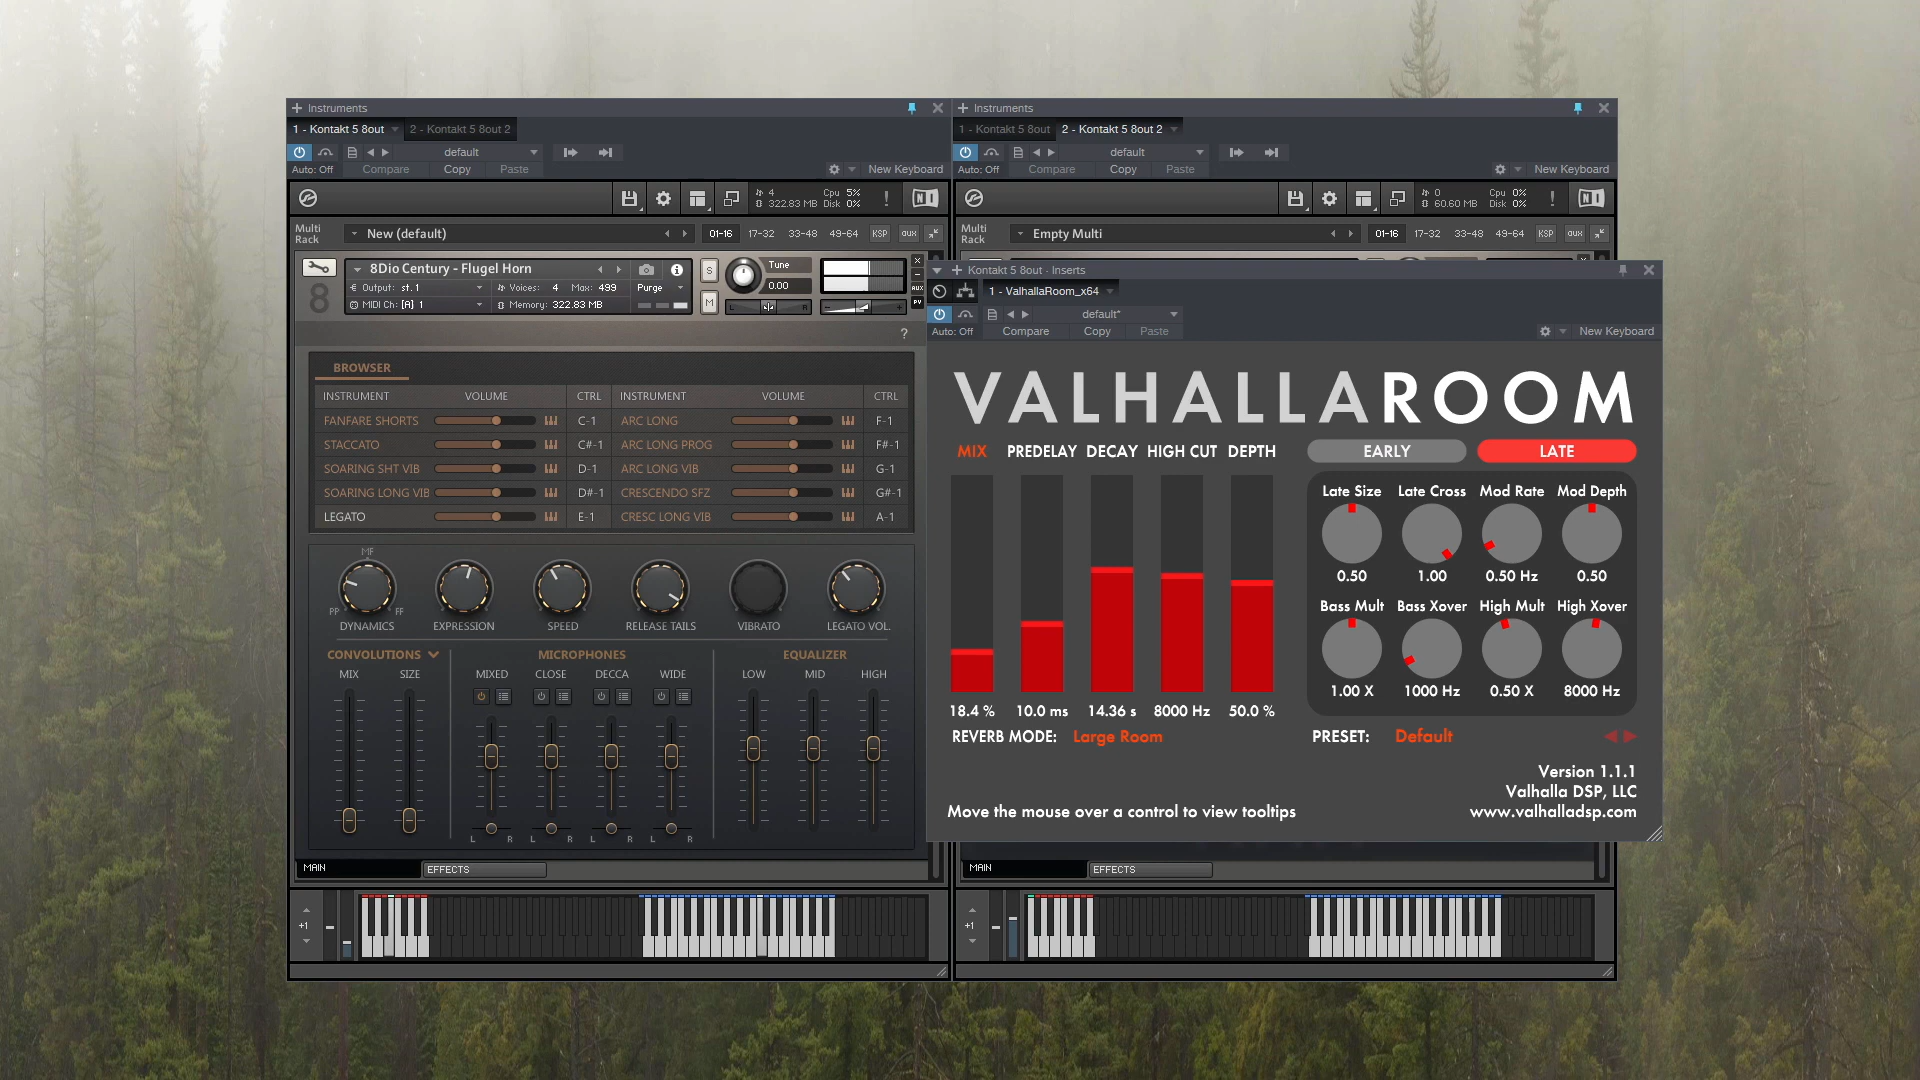 Instruments
1 - Kontakt 5 8out 2 - Kontakt 5 8out 2
default
Auto: Off Compare Copy Paste New Keyboard
4 Cpu 5%
322.83 MB Disk 0%
Multi Rack New (default) 01-16 17-32 33-48 49-64 KSP aux
8Dio Century - Flugel Horn
Output: st.1 Voices: 4 Max: 499 Purge
MIDI Ch: [A] 1 Memory: 322.83 MB
S M Tune 0.00 L R
AUX PV
?
BROWSER
INSTRUMENT VOLUME CTRL INSTRUMENT VOLUME CTRL
FANFARE SHORTS C-1 ARC LONG F-1
STACCATO C#-1 ARC LONG PROG F#-1
SOARING SHT VIB D-1 ARC LONG VIB G-1
SOARING LONG VIB D#-1 CRESCENDO SFZ G#-1
LEGATO E-1 CRESC LONG VIB A-1
MF
PP FF
DYNAMICS EXPRESSION SPEED RELEASE TAILS VIBRATO LEGATO VOL.
CONVOLUTIONS MICROPHONES EQUALIZER
MIX SIZE MIXED CLOSE DECCA WIDE LOW MID HIGH
L R L R L R L R
MAIN EFFECTS
+1
Instruments
1 - Kontakt 5 8out 2 - Kontakt 5 8out 2
default
Auto: Off Compare Copy Paste New Keyboard
0 Cpu 0%
60.60 MB Disk 0%
Multi Rack Empty Multi 01-16 17-32 33-48 49-64 KSP aux
Kontakt 5 8out - Inserts
1 - ValhallaRoom_x64
default*
Auto: Off Compare Copy Paste New Keyboard
VALHALLAROOM
MIX PREDELAY DECAY HIGH CUT DEPTH EARLY LATE
Late Size Late Cross Mod Rate Mod Depth
0.50 1.00 0.50 Hz 0.50
Bass Mult Bass Xover High Mult High Xover
1.00 X 1000 Hz 0.50 X 8000 Hz
18.4 % 10.0 ms 14.36 s 8000 Hz 50.0 %
REVERB MODE: Large Room PRESET: Default
Version 1.1.1
Valhalla DSP, LLC
Move the mouse over a control to view tooltips www.valhalladsp.com
MAIN EFFECTS
+1